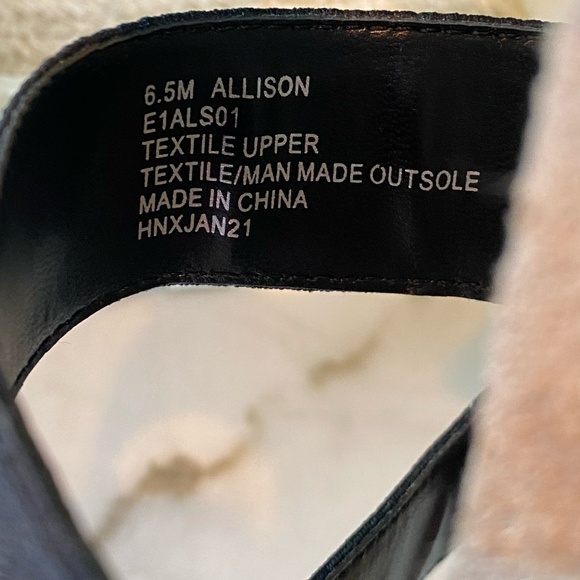 6.5M ALLISON
E1ALS01
TEXTILE UPPER
TEXTILE/MAN MADE OUTSOLE
MADE IN CHINA
HNXJAN21